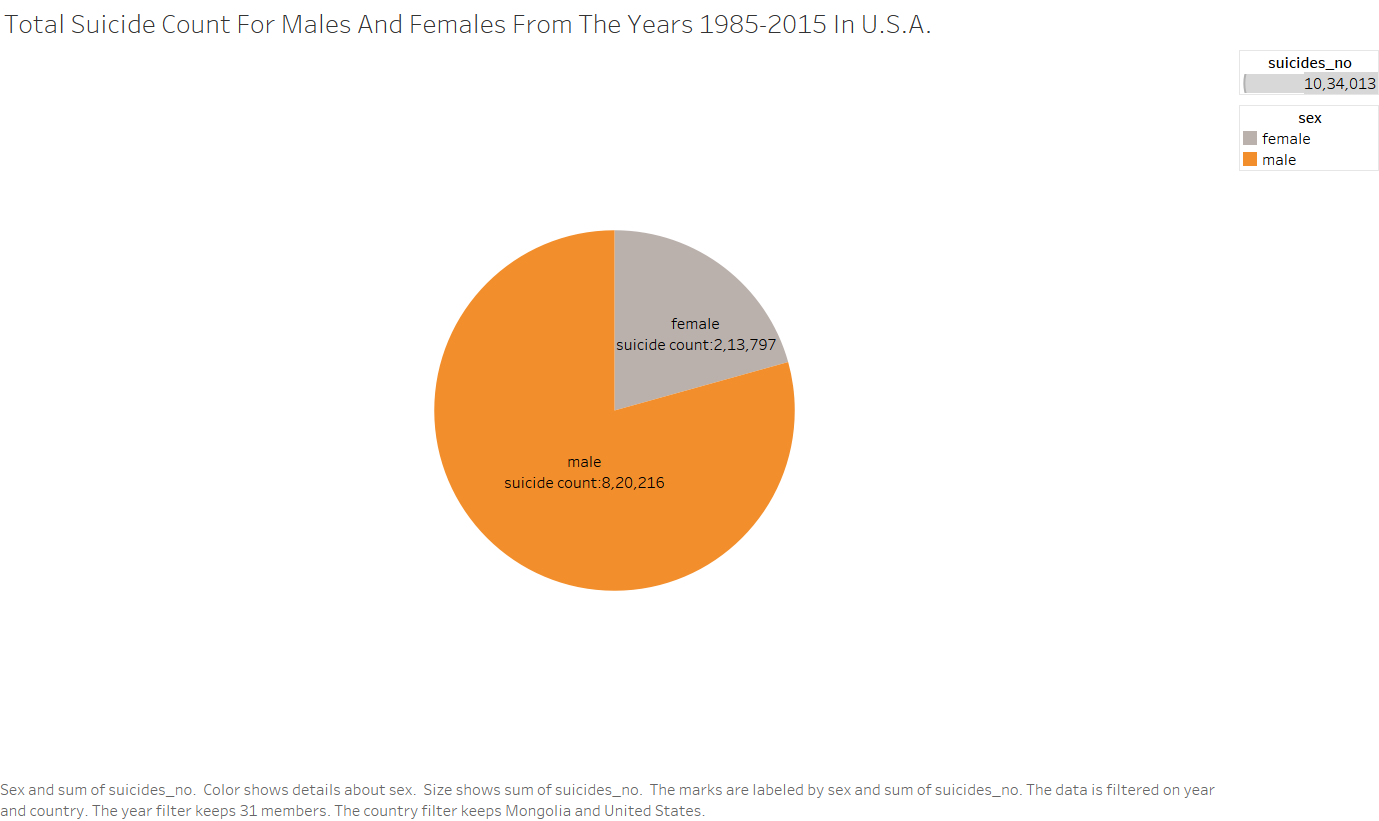 Total Suicide Count For Males And Females From The Years 1985-2015 In U.S.A.
suicides_no
10,34,013
sex
female
male
female
suicide count:2,13,797
male
suicide count:8,20,216
Sex and sum of suicides_no. Color shows details about sex. Size shows sum of suicides_no. The marks are labeled by sex and sum of suicides_no. The data is filtered on year
and country. The year filter keeps 31 members. The country filter keeps Mongolia and United States.